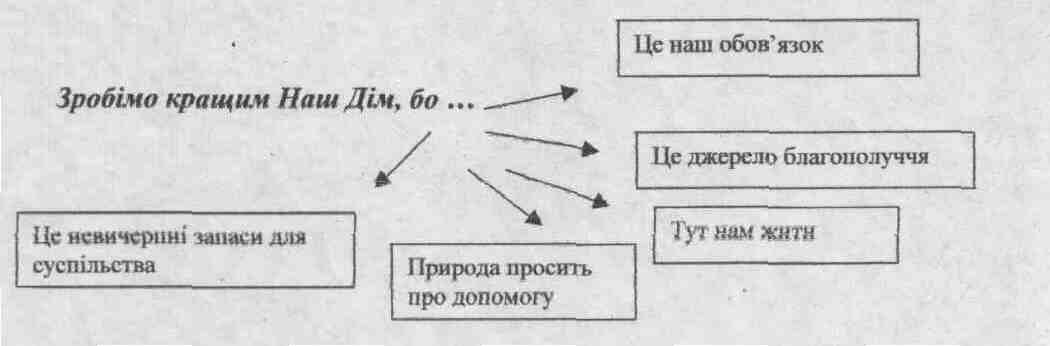 Це наш обов’язок
Зробімо кращим Наш Дім, бо ...
Це джерело благополуччя
Тут нам жити
Це невичерпні запаси для
суспільства
Природа просить
про допомогу